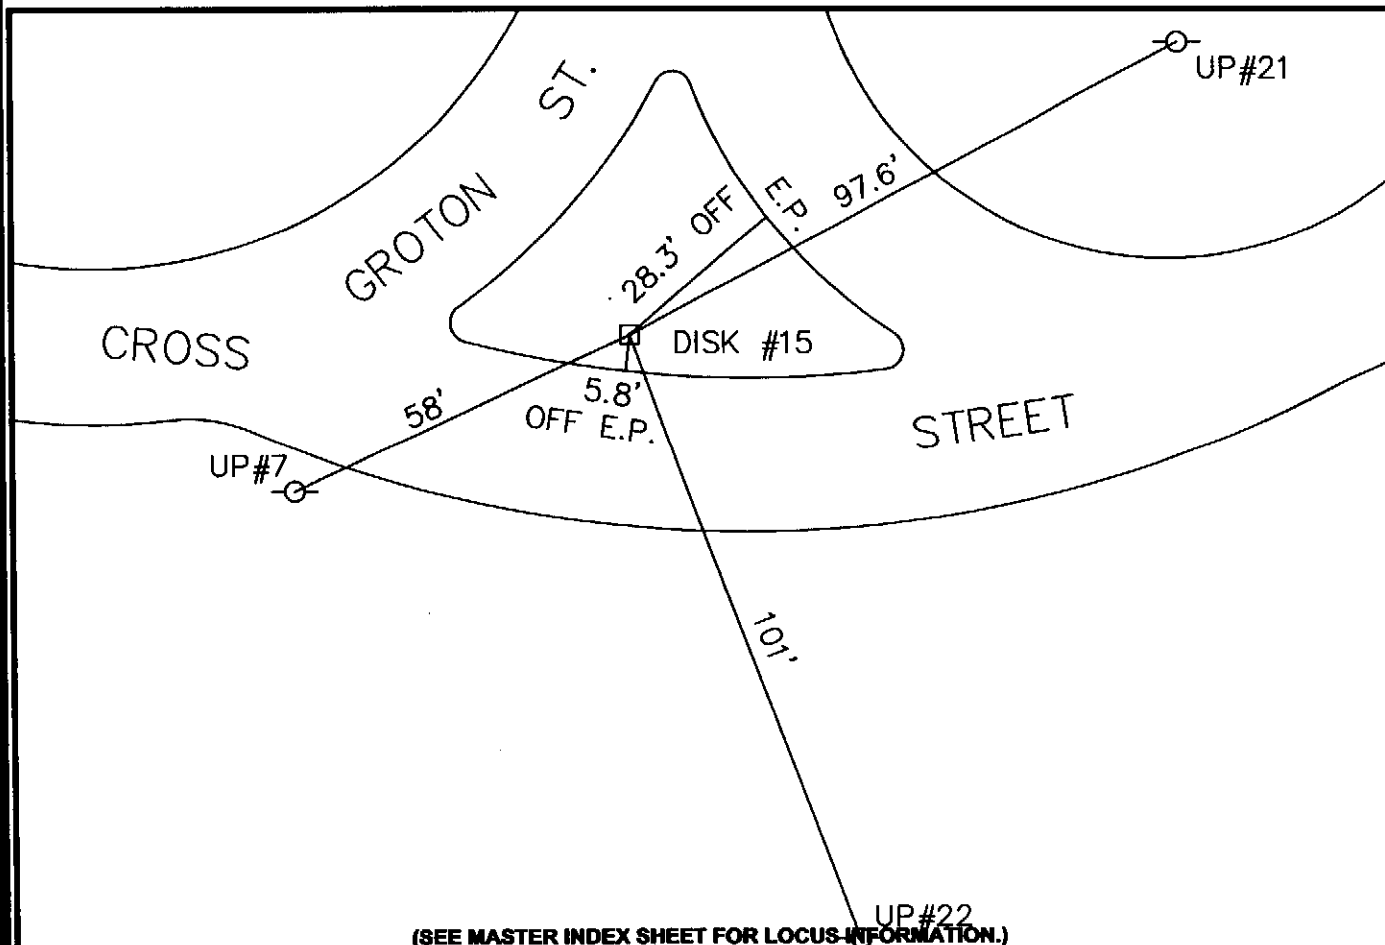 UP#21
GROTON ST.
28.3' OFF E.P.
97.6'
CROSS STREET
DISK #15
5.8'
OFF E.P.
58'
UP#7
101'
UP#22
(SEE MASTER INDEX SHEET FOR LOCUS INFORMATION.)